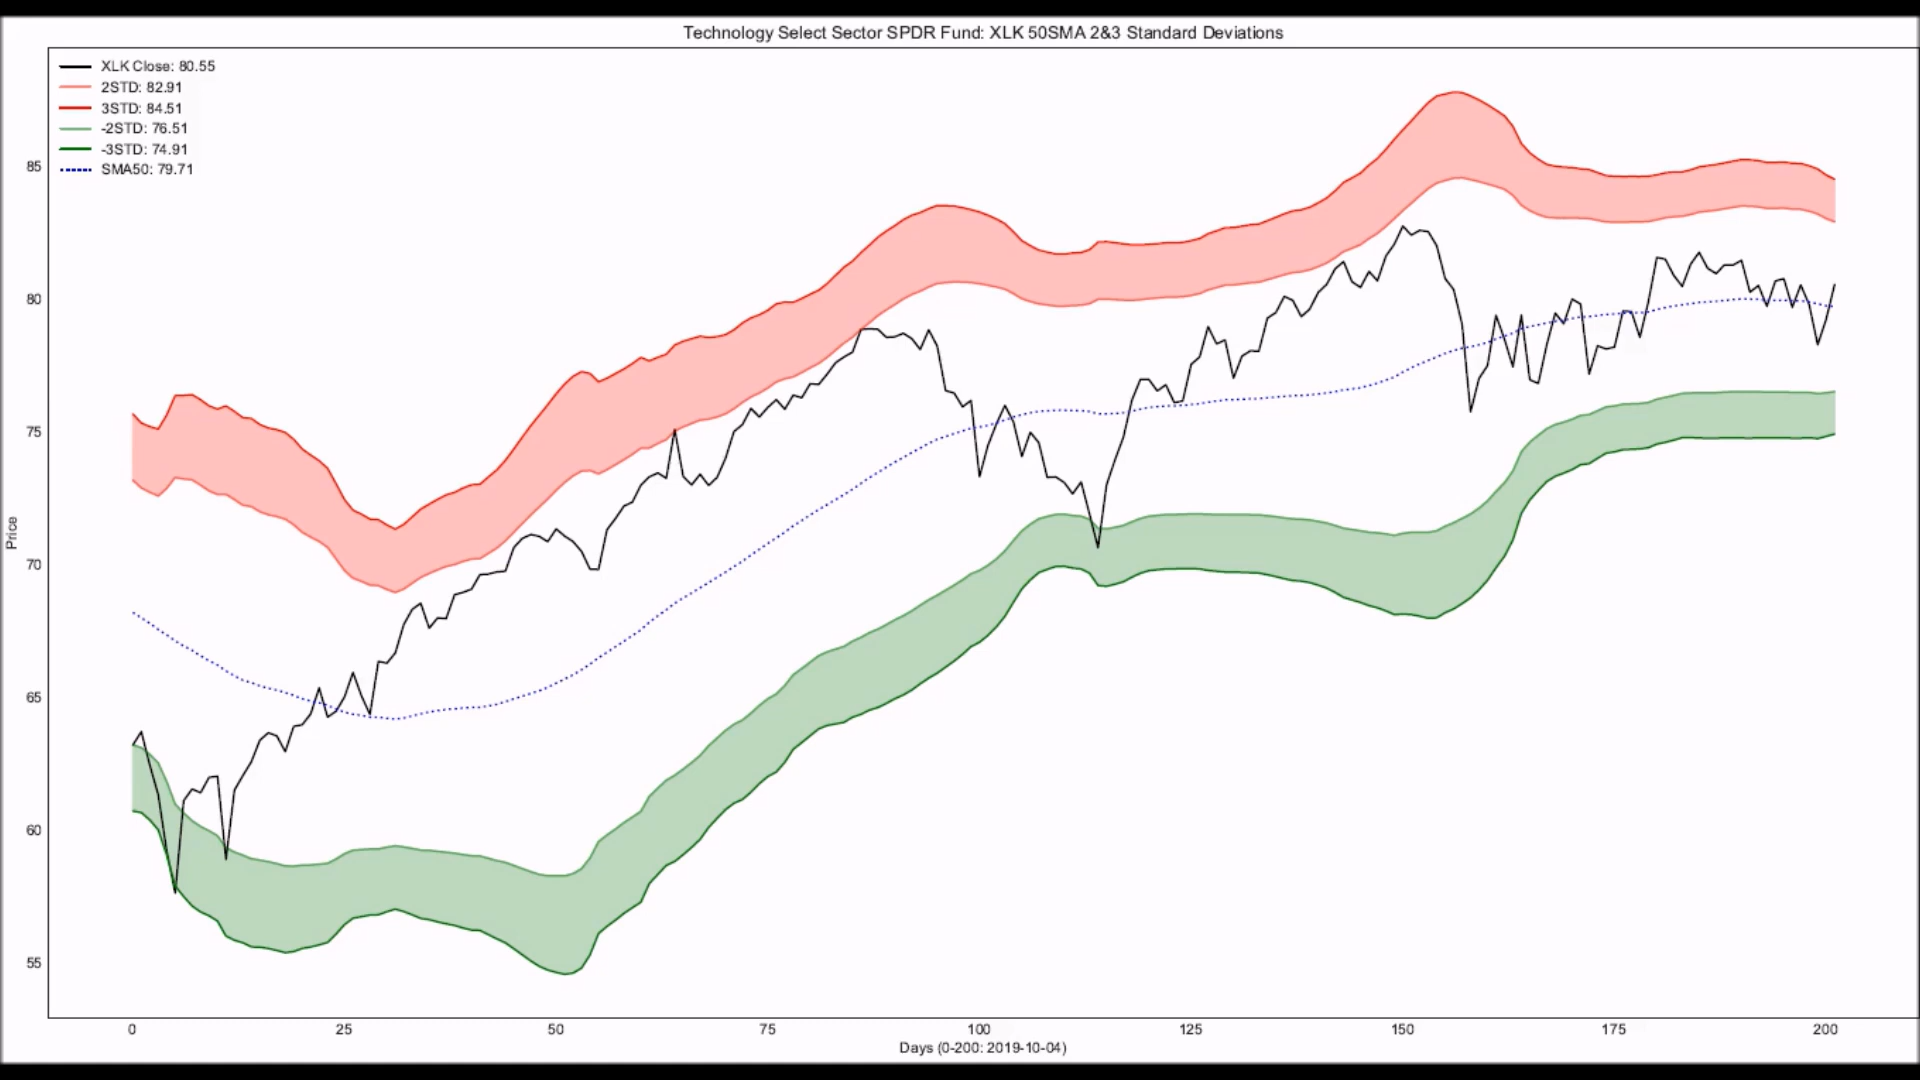 Technology Select Sector SPDR Fund: XLK 50SMA 2&3 Standard Deviations
XLK Close: 80.55
2STD: 82.91
3STD: 84.51
-2STD: 76.51
-3STD: 74.91
SMA50: 79.71
85
80
75
70
65
60
55
Price
0 25 50 75 100 125 150 175 200
Days (0-200: 2019-10-04)